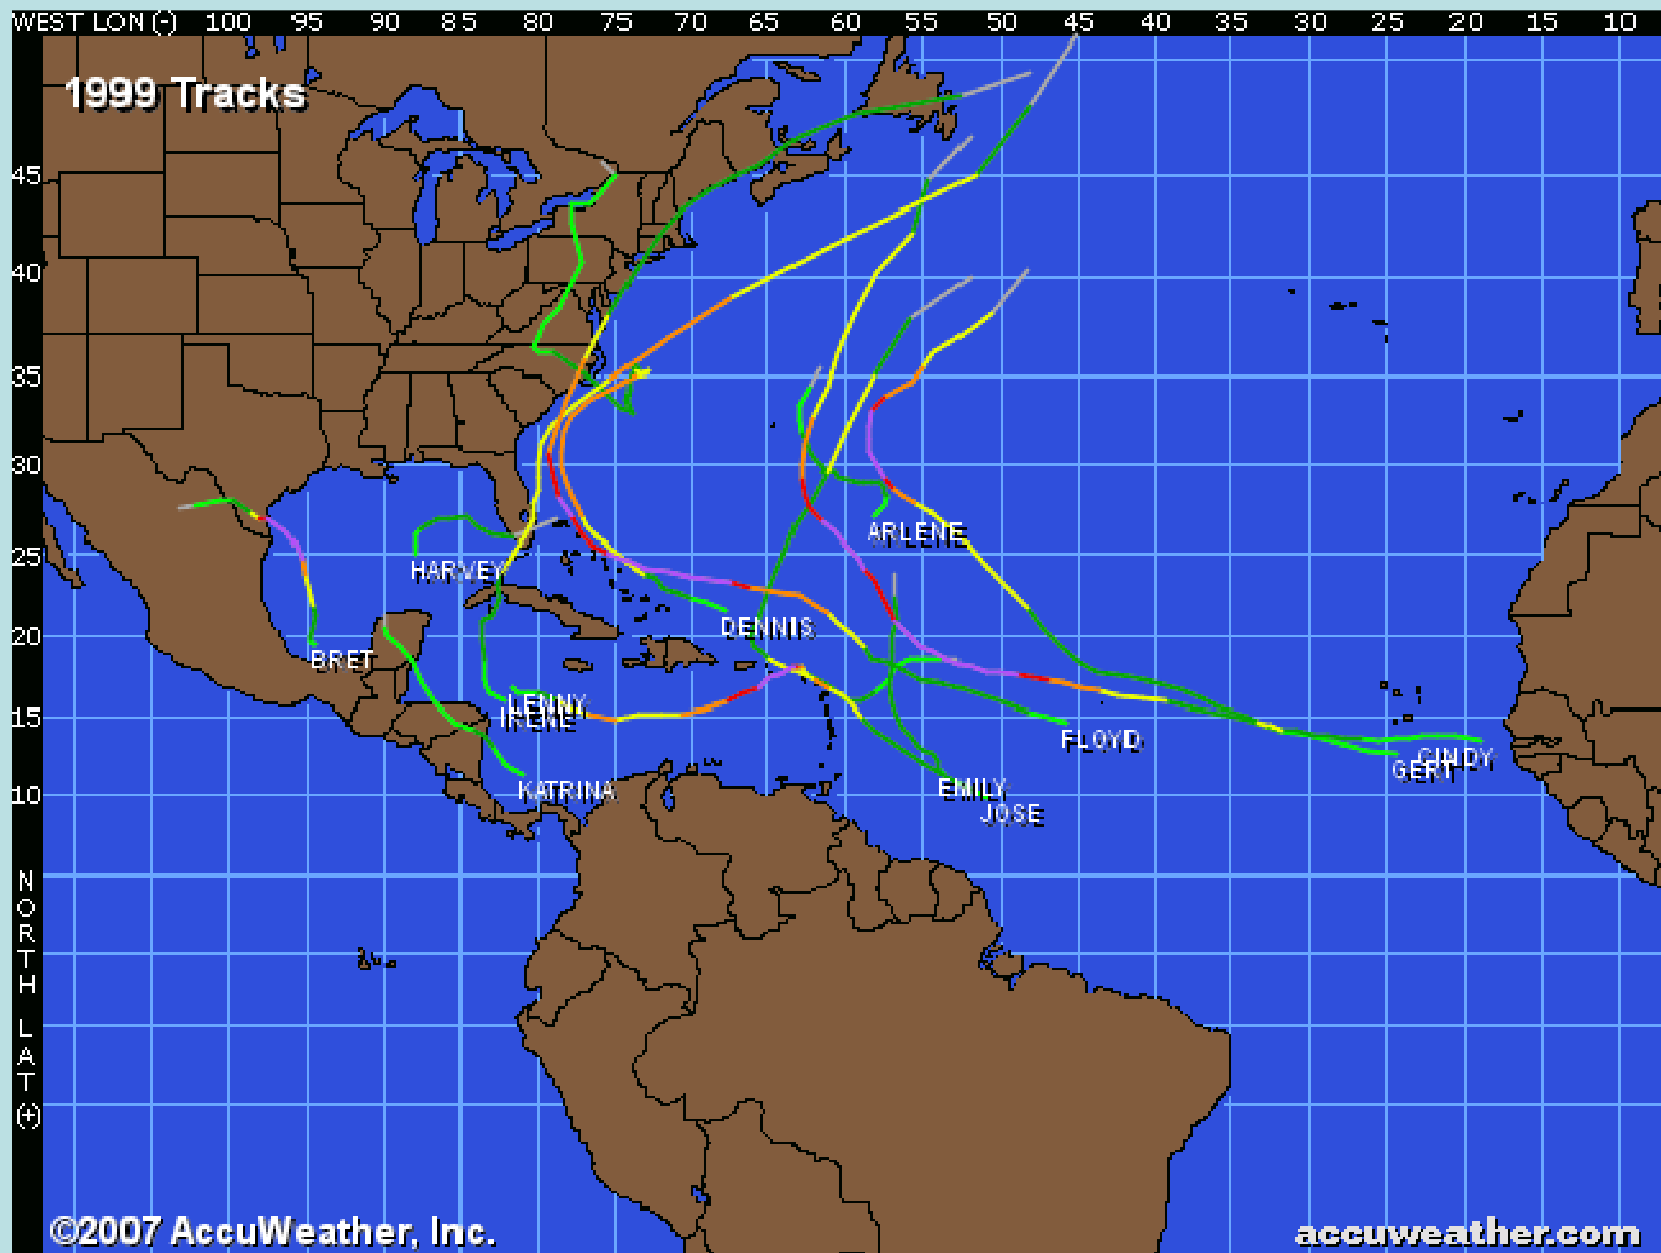 WEST LON (-) 100 95 90 85 80 75 70 65 60 55 50 45 40 35 30 25 20 15 10
1999 Tracks
45
40
35
30
25
20
15
10
ARLENE
HARVEY
DENNIS
BRET
LENNY
IRENE
FLOYD
CINDY
GERT
KATRINA
EMILY
JOSE
NORTH LAT (+)
©2007 AccuWeather, Inc.
accuweather.com